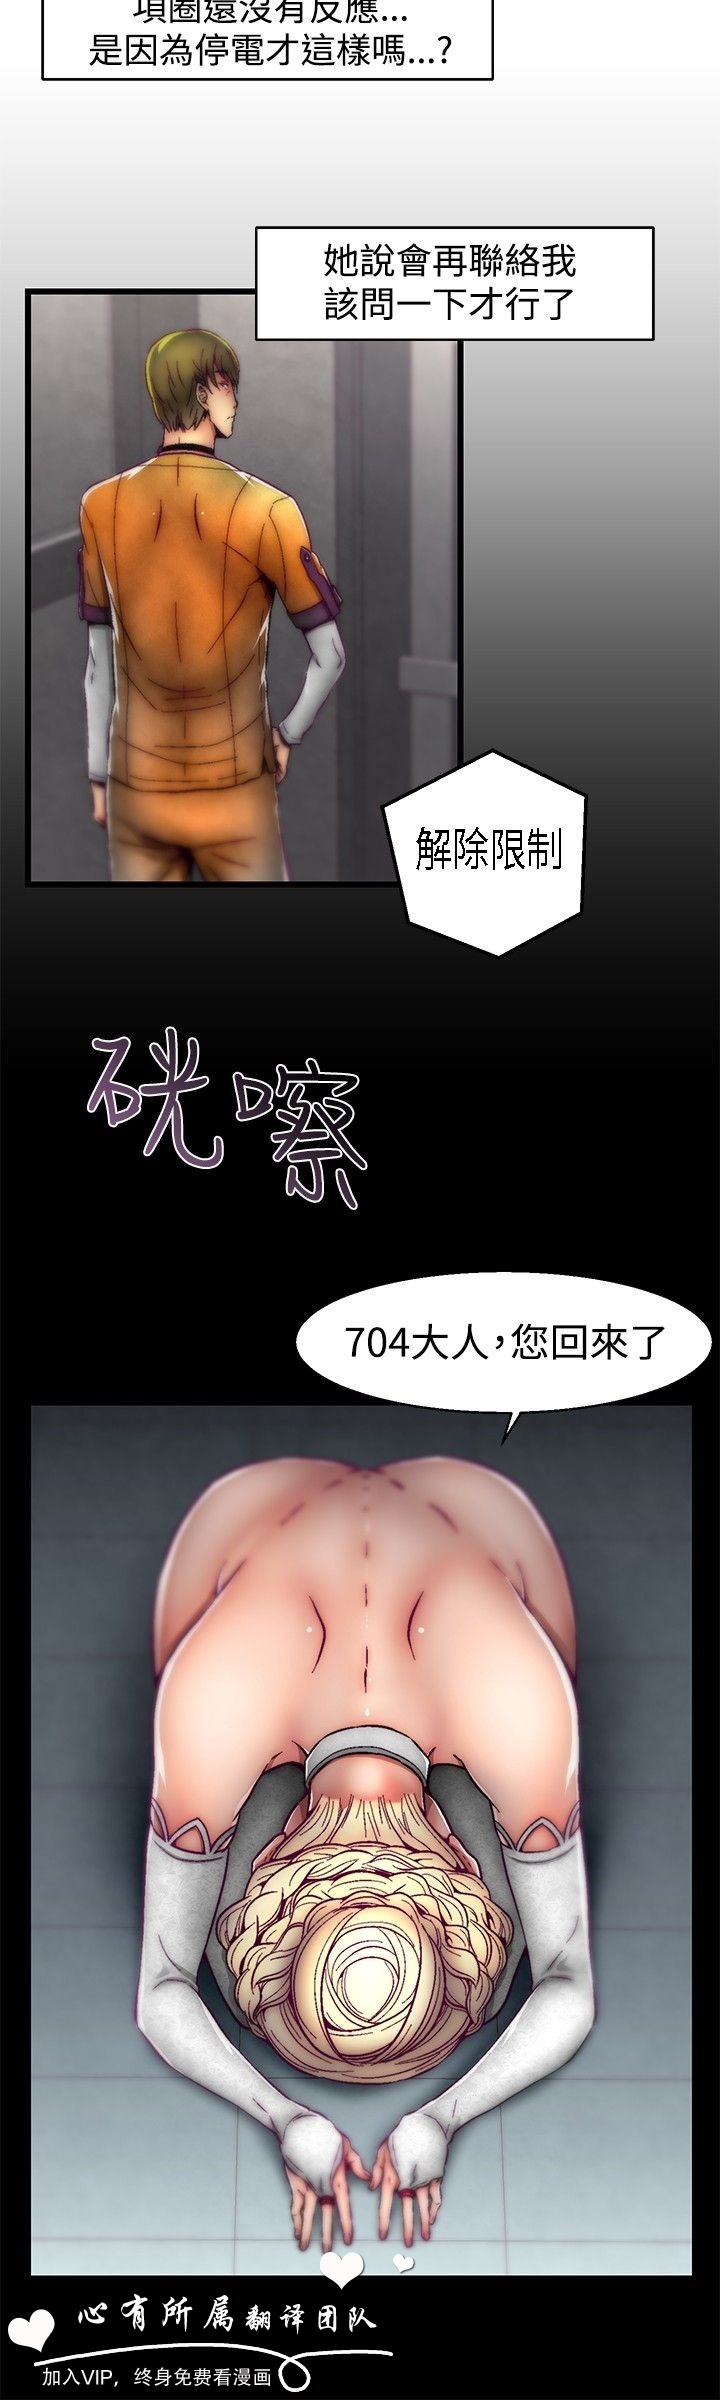 項圈還沒有反應...
是因為停電才這樣嗎...?
她說會再聯絡我
該問一下才行了
解除限制
硄嚓
704大人，您回來了
心有所属翻译团队
加入VIP，终身免费看漫画